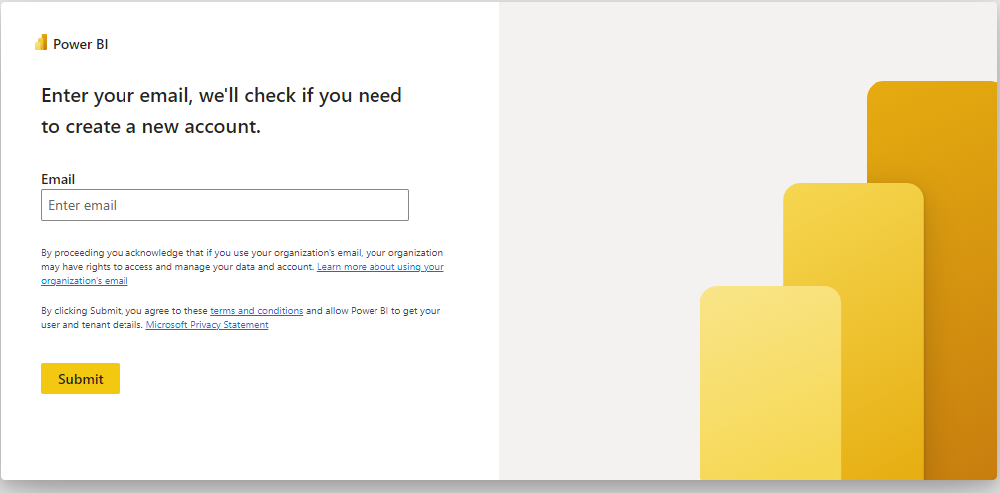 Power BI
Enter your email, we'll check if you need
to create a new account.
Email
Enter email
By proceeding you acknowledge that if you use your organization's email, your organization
may have rights to access and manage your data and account. Learn more about using your
organization's email
By clicking Submit, you agree to these terms and conditions and allow Power BI to get your
user and tenant details. Microsoft Privacy Statement
Submit